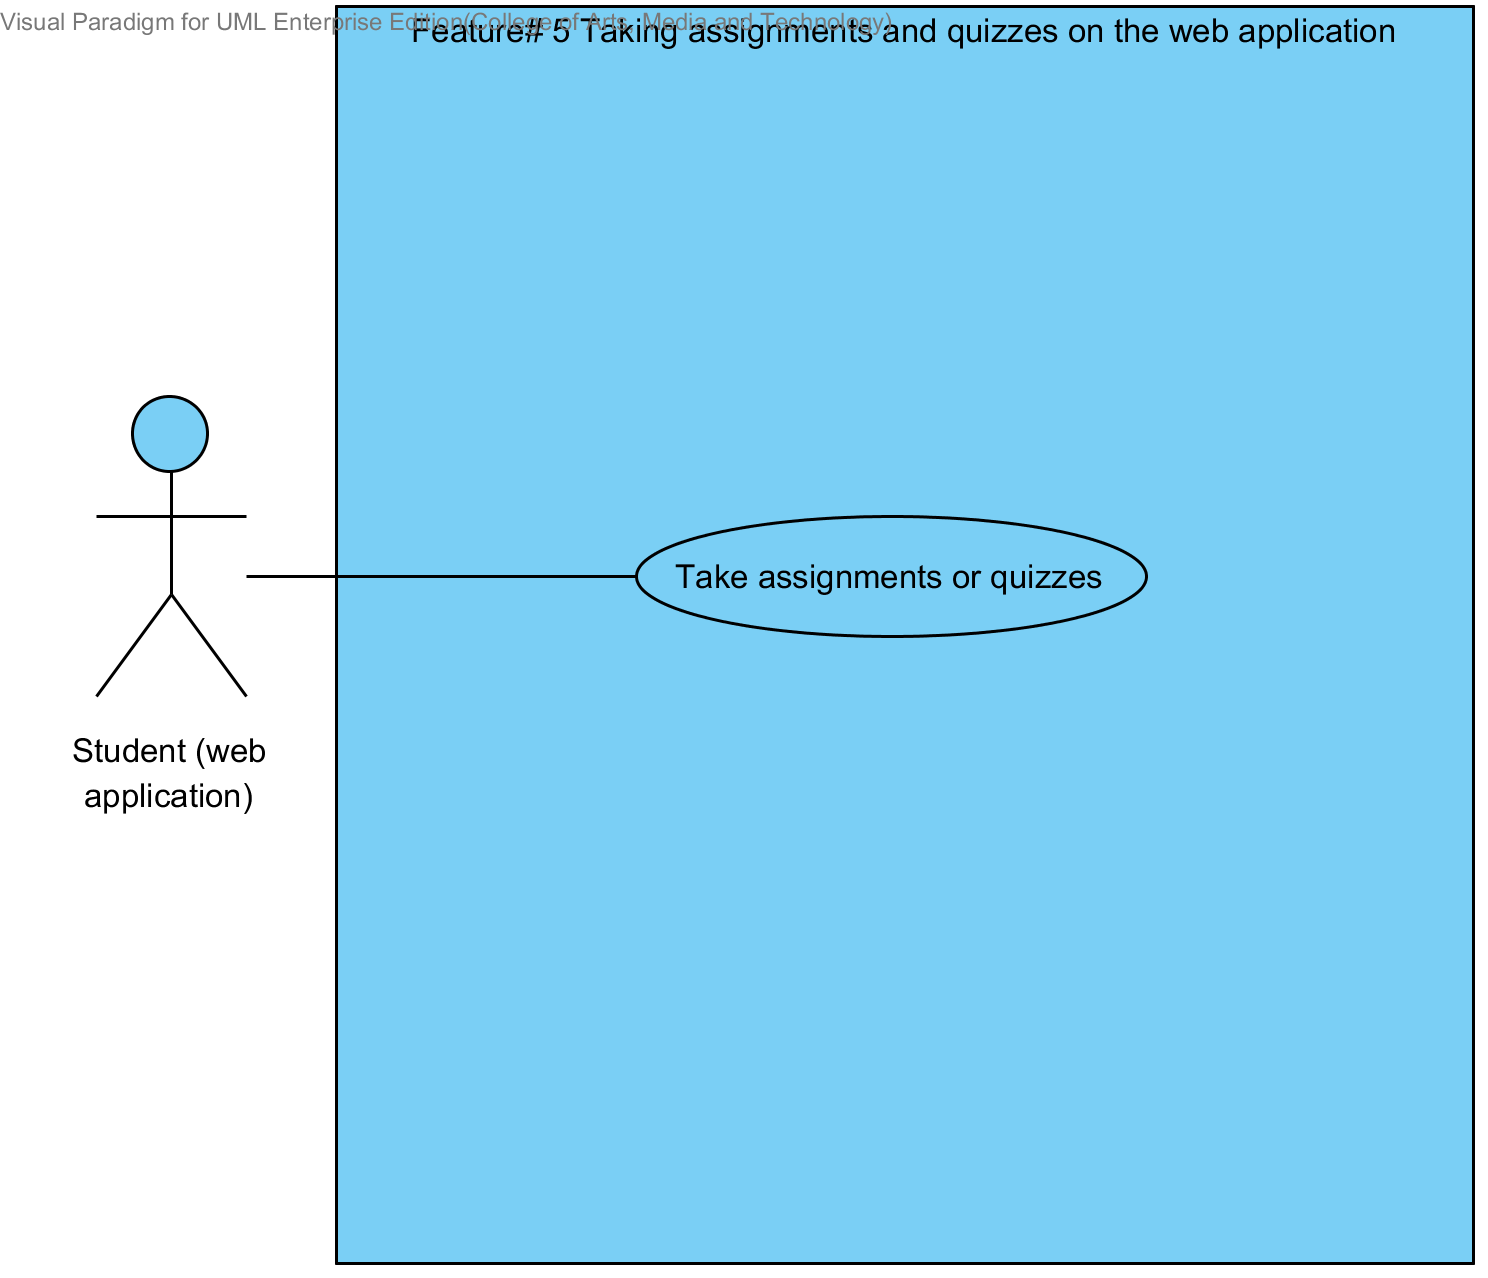 Visual Paradigm for UML Enterprise Edition(College of Arts, Media and Technology)
Feature# 5 Taking assignments and quizzes on the web application
Take assignments or quizzes
Student (web
application)